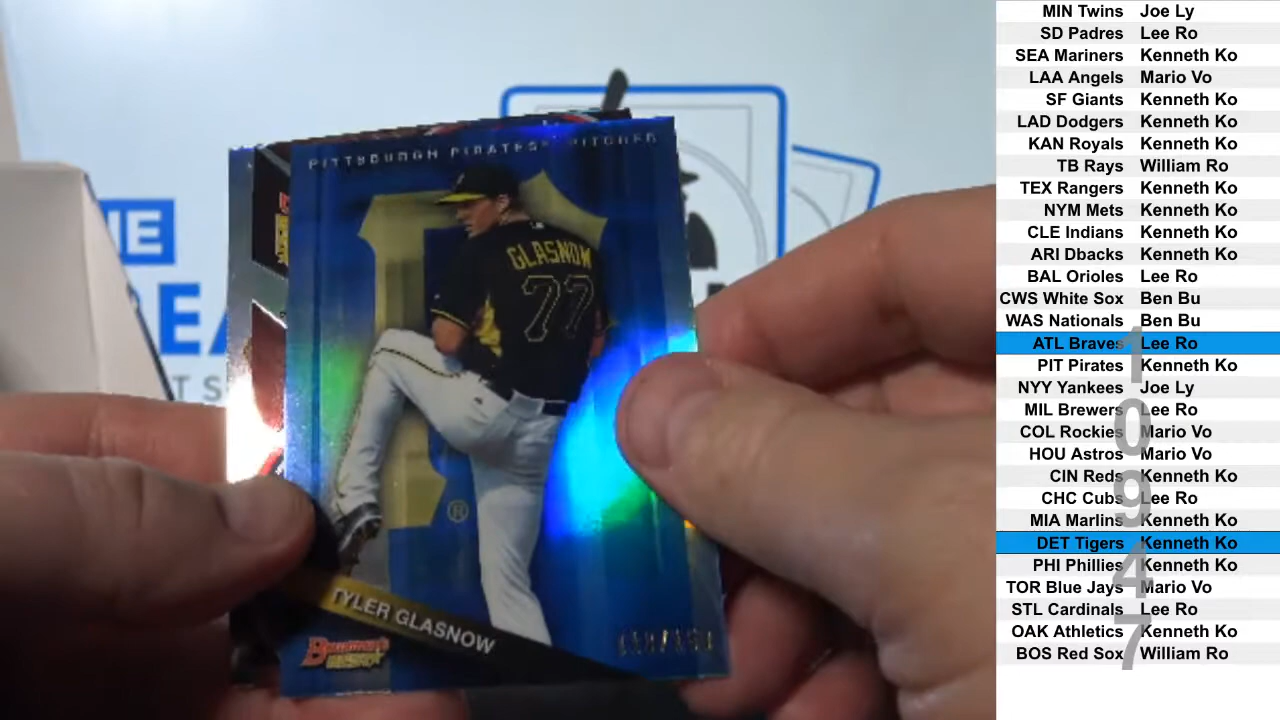 PITTSBURGH PIRATES® PITCHER
GLASNOW
77
®
TYLER GLASNOW
Bowman's
BEST
MIN Twins Joe Ly
SD Padres Lee Ro
SEA Mariners Kenneth Ko
LAA Angels Mario Vo
SF Giants Kenneth Ko
LAD Dodgers Kenneth Ko
KAN Royals Kenneth Ko
TB Rays William Ro
TEX Rangers Kenneth Ko
NYM Mets Kenneth Ko
CLE Indians Kenneth Ko
ARI Dbacks Kenneth Ko
BAL Orioles Lee Ro
CWS White Sox Ben Bu
WAS Nationals Ben Bu
ATL Braves Lee Ro
PIT Pirates Kenneth Ko
NYY Yankees Joe Ly
MIL Brewers Lee Ro
COL Rockies Mario Vo
HOU Astros Mario Vo
CIN Reds Kenneth Ko
CHC Cubs Lee Ro
MIA Marlins Kenneth Ko
DET Tigers Kenneth Ko
PHI Phillies Kenneth Ko
TOR Blue Jays Mario Vo
STL Cardinals Lee Ro
OAK Athletics Kenneth Ko
BOS Red Sox William Ro
1
0
9
4
7